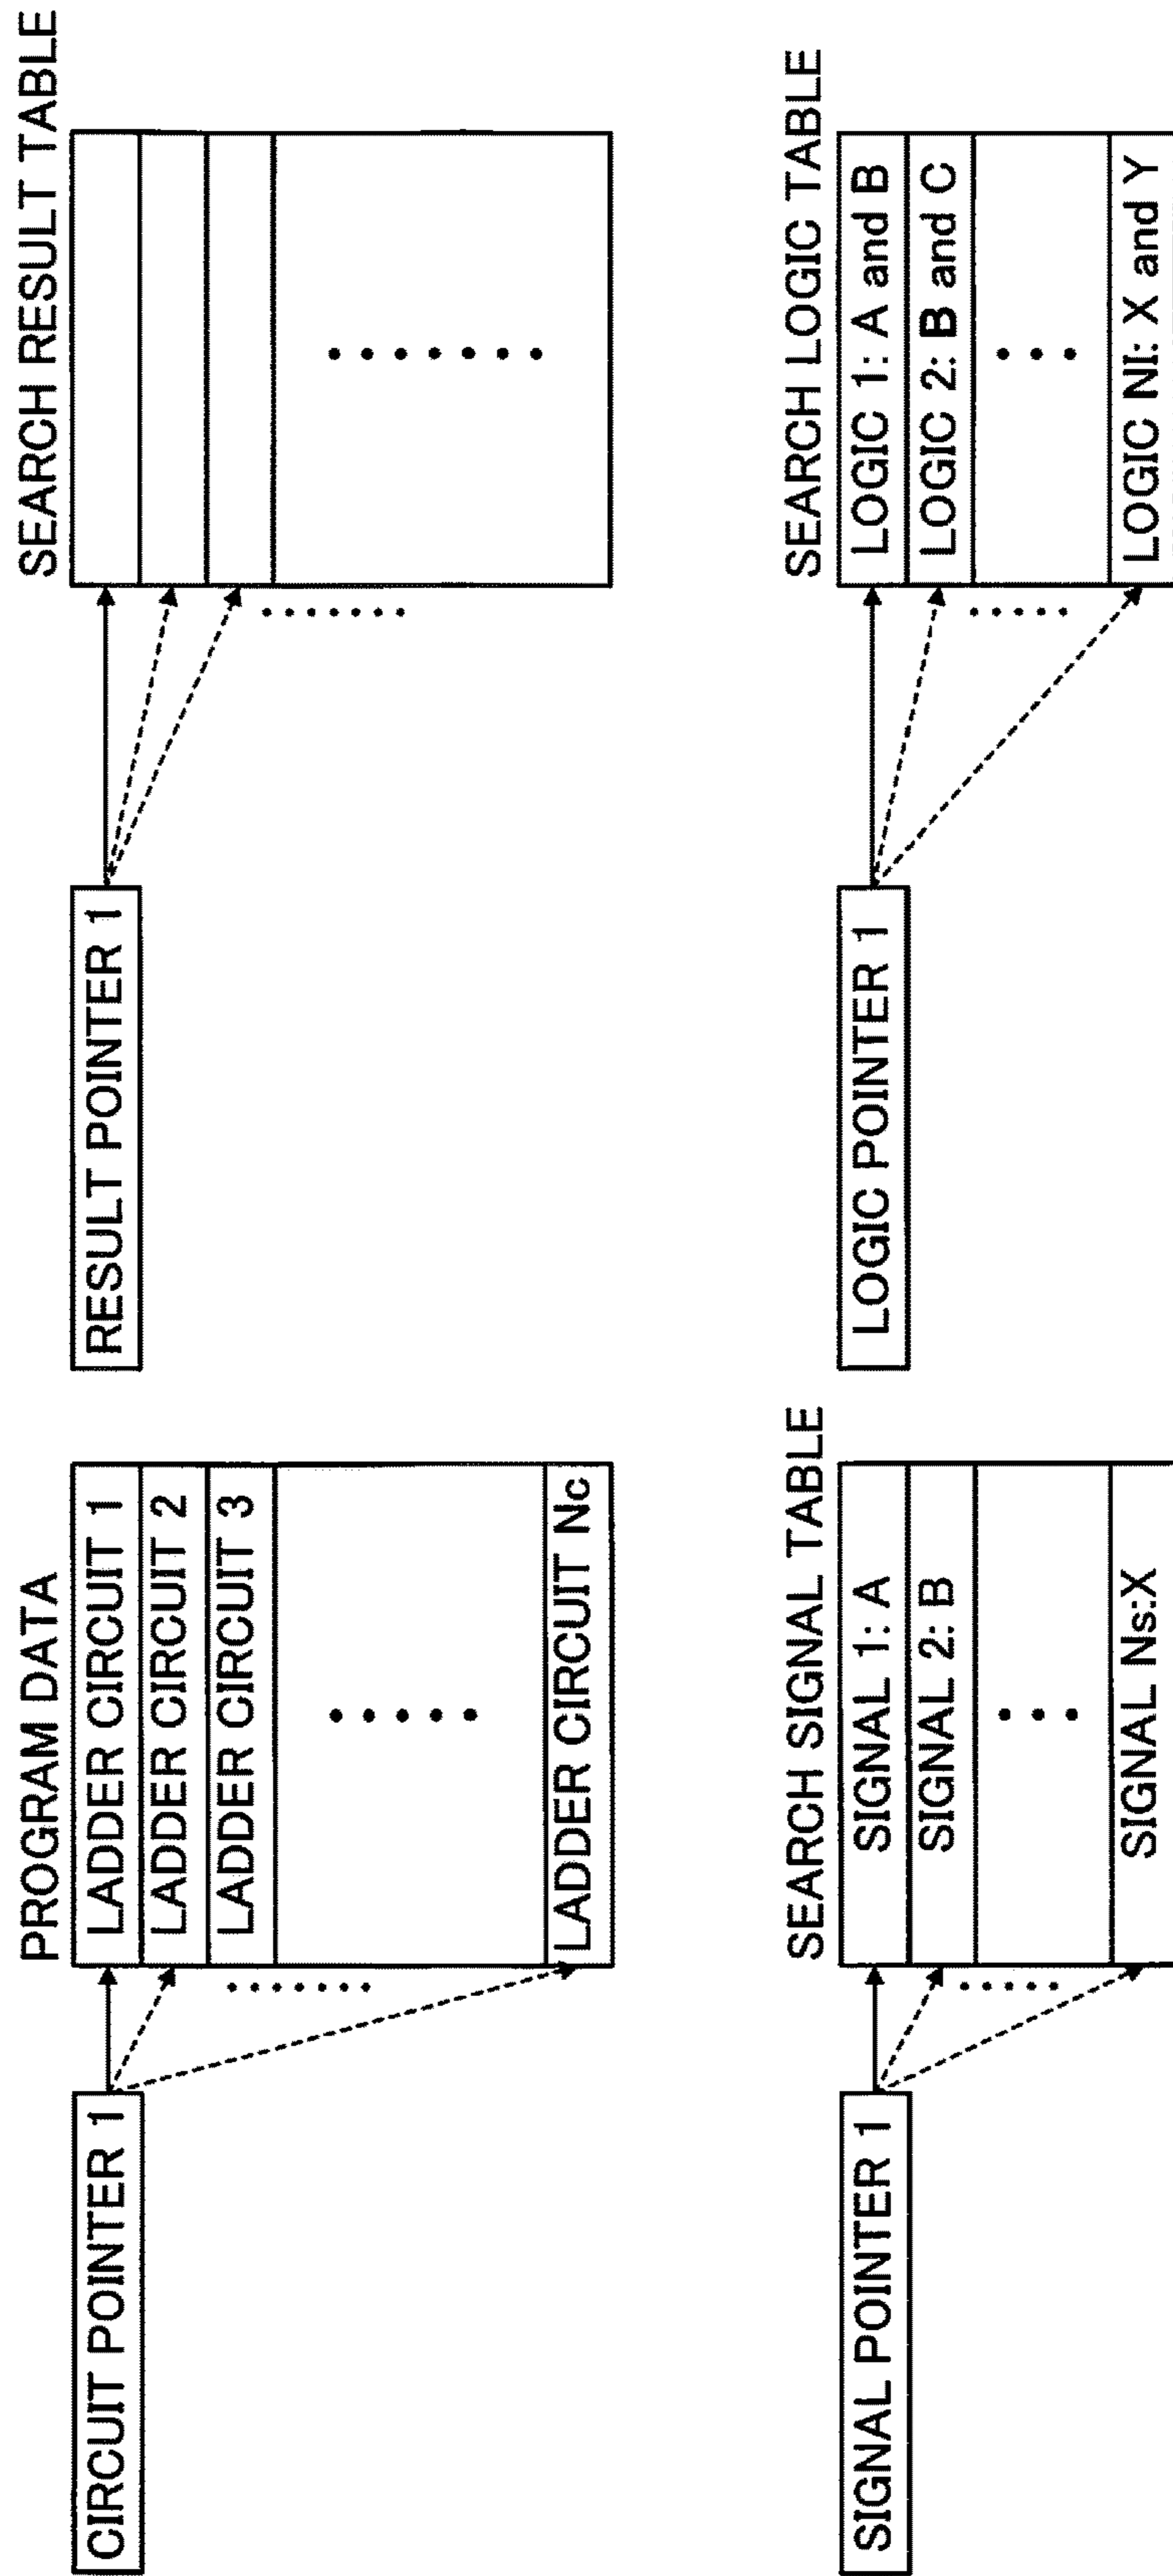 PROGRAM DATA
CIRCUIT POINTER 1
LADDER CIRCUIT 1
LADDER CIRCUIT 2
LADDER CIRCUIT 3
LADDER CIRCUIT Nc
SEARCH RESULT TABLE
RESULT POINTER 1
SEARCH SIGNAL TABLE
SIGNAL POINTER 1
SIGNAL 1: A
SIGNAL 2: B
SIGNAL Ns:X
SEARCH LOGIC TABLE
LOGIC POINTER 1
LOGIC 1: A and B
LOGIC 2: B and C
LOGIC NI: X and Y